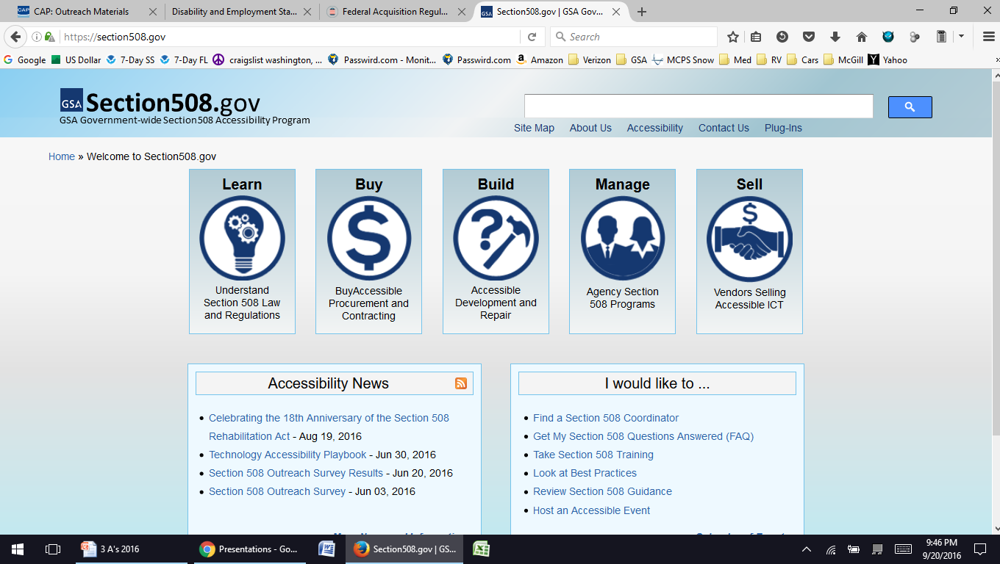 CAP: Outreach Materials
Disability and Employment Sta...
Federal Acquisition Regul...
Section508.gov | GSA Gov...
https://section508.gov
Search
Google US Dollar 7-Day SS 7-Day FL craigslist washington, ... Passwird.com - Monit... Passwird.com Amazon Verizon GSA MCPS Snow Med RV Cars McGill Yahoo
GSA Section508.gov
GSA Government-wide Section508 Accessibility Program
Site Map About Us Accessibility Contact Us Plug-Ins
Home » Welcome to Section508.gov
Learn
Understand
Section 508 Law
and Regulations
Buy
BuyAccessible
Procurement and
Contracting
Build
Accessible
Development and
Repair
Manage
Agency Section
508 Programs
Sell
Vendors Selling
Accessible ICT
Accessibility News
Celebrating the 18th Anniversary of the Section 508
Rehabilitation Act - Aug 19, 2016
Technology Accessibility Playbook - Jun 30, 2016
Section 508 Outreach Survey Results - Jun 20, 2016
Section 508 Outreach Survey - Jun 03, 2016
I would like to ...
Find a Section 508 Coordinator
Get My Section 508 Questions Answered (FAQ)
Take Section 508 Training
Look at Best Practices
Review Section 508 Guidance
Host an Accessible Event
3 A's 2016
Presentations - Go...
Section508.gov | GS...
9:46 PM
9/20/2016